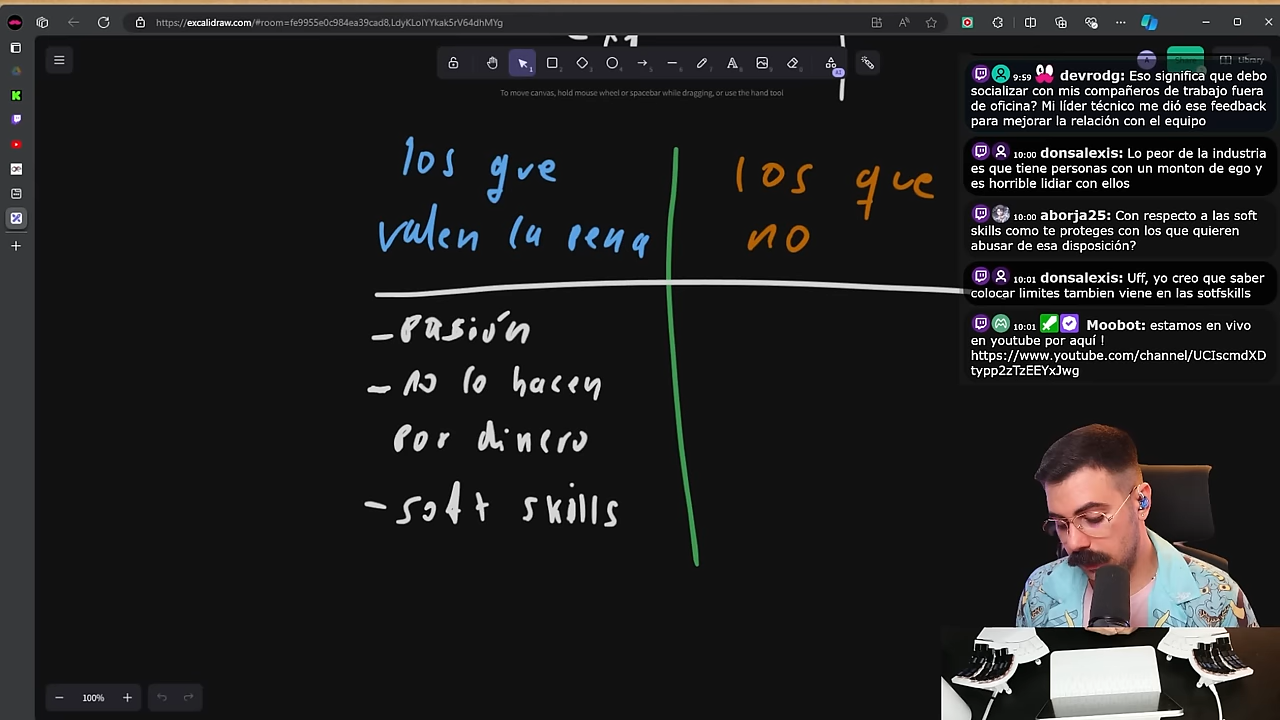 https://excalidraw.com/#room=fe9955e0c984ea39cad8,LdyKLoIYYkak5rV64dhMYg
To move canvas, hold mouse wheel or spacebar while dragging, or use the hand tool
Library
los que
valen la pena
los que
no
- pasión
- no lo hacen
por dinero
- soft skills
9:59 devrodg: Eso significa que debo
socializar con mis compañeros de trabajo fuera
de oficina? Mi líder técnico me dió ese feedback
para mejorar la relación con el equipo
10:00 donsalexis: Lo peor de la industria
es que tiene personas con un monton de ego y
es horrible lidiar con ellos
10:00 aborja25: Con respecto a las soft
skills como te proteges con los que quieren
abusar de esa disposición?
10:01 donsalexis: Uff, yo creo que saber
colocar limites tambien viene en las sotfskills
10:01 Moobot: estamos en vivo
en youtube por aquí !
https://www.youtube.com/channel/UCIscmdXD
typp2zTzEEYxJwg
100%